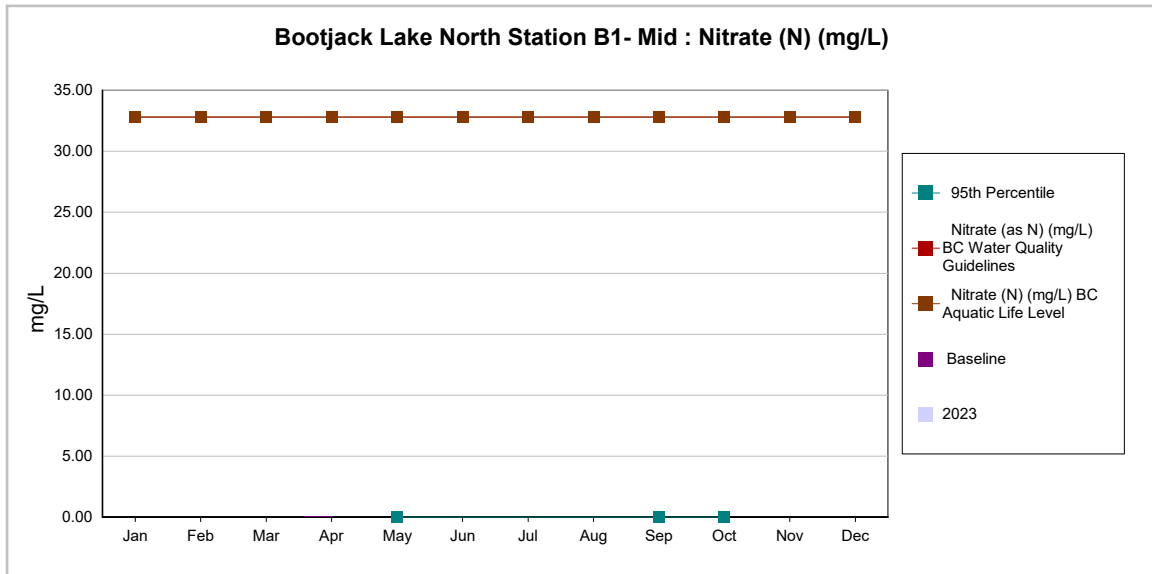 Bootjack Lake North Station B1- Mid : Nitrate (N) (mg/L)
35.00
30.00
25.00
20.00
15.00
10.00
5.00
0.00
mg/L
Jan Feb Mar Apr May Jun Jul Aug Sep Oct Nov Dec
95th Percentile
Nitrate (as N) (mg/L)
BC Water Quality
Guidelines
Nitrate (N) (mg/L) BC
Aquatic Life Level
Baseline
2023